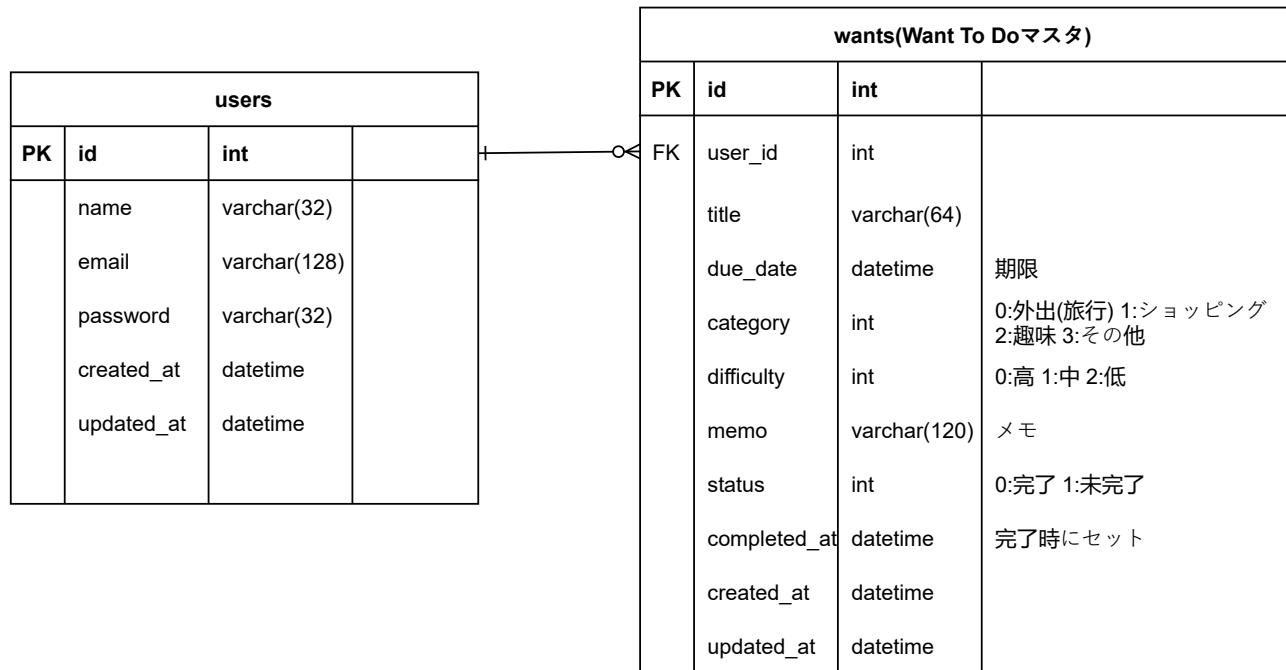 users
PK id int
name varchar(32)
email varchar(128)
password varchar(32)
created_at datetime
updated_at datetime
wants(Want To Doマスタ)
PK id int
FK user_id int
title varchar(64)
due_date datetime 期限
category int 0:外出(旅行) 1:ショッピング
2:趣味 3:その他
difficulty int 0:高 1:中 2:低
memo varchar(120) メモ
status int 0:完了 1:未完了
completed_at datetime 完了時にセット
created_at datetime
updated_at datetime